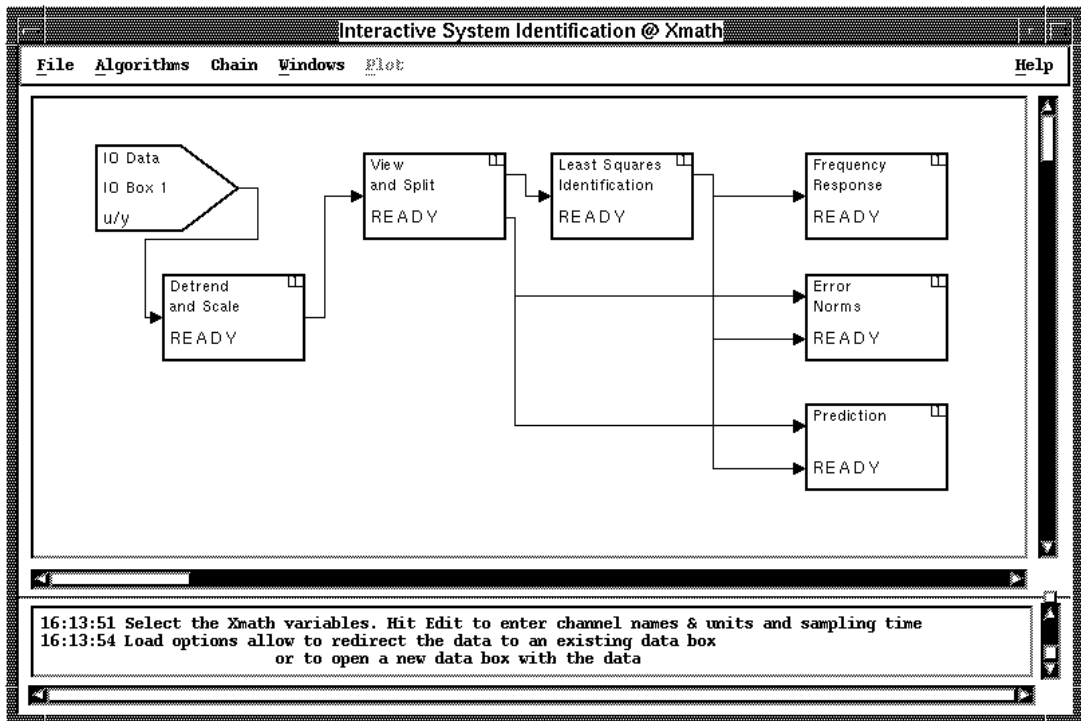 Interactive System Identification @ Xmath
File Algorithms Chain Windows Plot Help
IO Data
IO Box 1
u/y
Detrend
and Scale
READY
View
and Split
READY
Least Squares
Identification
READY
Frequency
Response
READY
Error
Norms
READY
Prediction
READY
16:13:51 Select the Xmath variables. Hit Edit to enter channel names & units and sampling time
16:13:54 Load options allow to redirect the data to an existing data box
or to open a new data box with the data